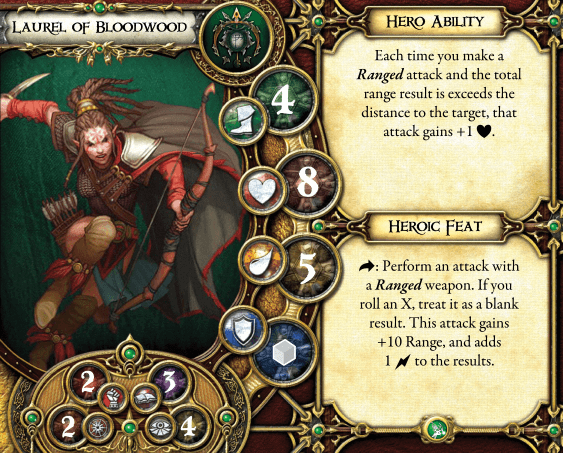 Laurel of Bloodwood
4
8
5
2
3
2
4
Hero Ability
Each time you make a
Ranged attack and the total
range result is exceeds the
distance to the target, that
attack gains +1 .
Heroic Feat
: Perform an attack with
a Ranged weapon. If you
roll an X, treat it as a blank
result. This attack gains
+10 Range, and adds
1 to the results.